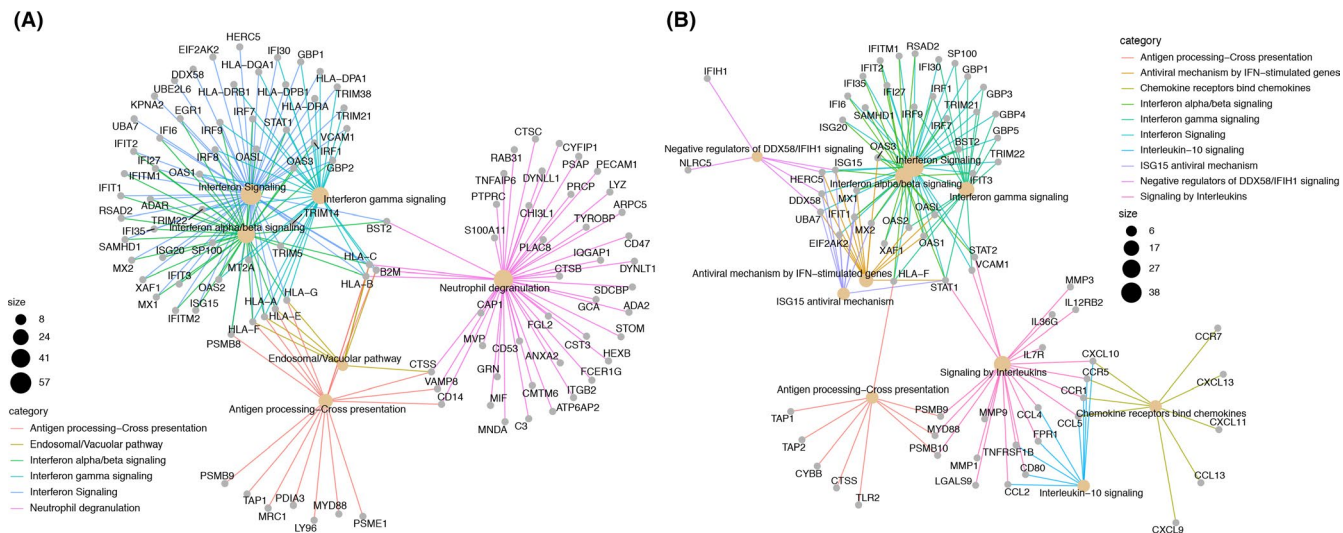 (A)
HERC5
EIF2AK2
IFI30
GBP1
HLA−DQA1
DDX58
HLA−DPA1
UBE2L6
HLA−DRB1
HLA−DPB1
TRIM38
KPNA2
HLA−DRA
EGR1
IRF7
TRIM21
UBA7
STAT1
IFI6
IRF9
VCAM1
IFIT2
OASL
IRF1
IRF8
OAS3
IFI27
GBP2
OAS1
IFITM1
IFIT1
Interferon Signaling
ADAR
Interferon gamma signaling
RSAD2
TRIM22
TRIM14
IFI35
Interferon alpha/beta signaling
BST2
SAMHD1
ISG20
SP100
TRIM5
MX2
MT2A
HLA−C
IFIT3
B2M
XAF1
OAS2
HLA−B
MX1
HLA−G
ISG15
HLA−A
IFITM2
HLA−E
HLA−F
PSMB8
Endosomal/Vacuolar pathway
CTSS
VAMP8
CD14
Antigen processing−Cross presentation
PSMB9
TAP1
PDIA3
MYD88
MRC1
LY96
PSME1
CTSC
CYFIP1
RAB31
PSAP
PECAM1
TNFAIP6
DYNLL1
LYZ
PTPRC
PRCP
CHI3L1
ARPC5
TYROBP
S100A11
CD47
PLAC8
IQGAP1
CTSB
DYNLT1
Neutrophil degranulation
SDCBP
CAP1
GCA
ADA2
FGL2
STOM
MVP
CST3
CD53
ANXA2
HEXB
GRN
FCER1G
MIF
CMTM6
ITGB2
ATP6AP2
MNDA
C3
size
8
24
41
57
category
Antigen processing−Cross presentation
Endosomal/Vacuolar pathway
Interferon alpha/beta signaling
Interferon gamma signaling
Interferon Signaling
Neutrophil degranulation
(B)
IFITM1
RSAD2
SP100
IFIT2
IFI30
IFIH1
GBP1
IFI35
IFI27
IRF1
GBP3
IFI6
TRIM21
SAMHD1
IRF9
GBP4
IRF7
ISG20
GBP5
BST2
Negative regulators of DDX58/IFIH1 signaling
OAS3
NLRC5
ISG15
Interferon Signaling
TRIM22
HERC5
Interferon alpha/beta signaling
IFIT3
DDX58
MX1
Interferon gamma signaling
UBA7
IFIT1
OASL
OAS2
MX2
EIF2AK2
OAS1
XAF1
STAT2
VCAM1
Antiviral mechanism by IFN−stimulated genes
HLA−F
STAT1
ISG15 antiviral mechanism
MMP3
IL12RB2
IL36G
IL7R
CXCL10
CCR7
Signaling by Interleukins
CCR5
CXCL13
Antigen processing−Cross presentation
CCR1
PSMB9
CCL4
Chemokine receptors bind chemokines
TAP1
MMP9
CCL5
CXCL11
MYD88
FPR1
TAP2
PSMB10
TNFRSF1B
CYBB
MMP1
CD80
CTSS
LGALS9
CCL13
CCL2
Interleukin−10 signaling
TLR2
CXCL9
category
Antigen processing−Cross presentation
Antiviral mechanism by IFN−stimulated genes
Chemokine receptors bind chemokines
Interferon alpha/beta signaling
Interferon gamma signaling
Interferon Signaling
Interleukin−10 signaling
ISG15 antiviral mechanism
Negative regulators of DDX58/IFIH1 signaling
Signaling by Interleukins
size
6
17
27
38